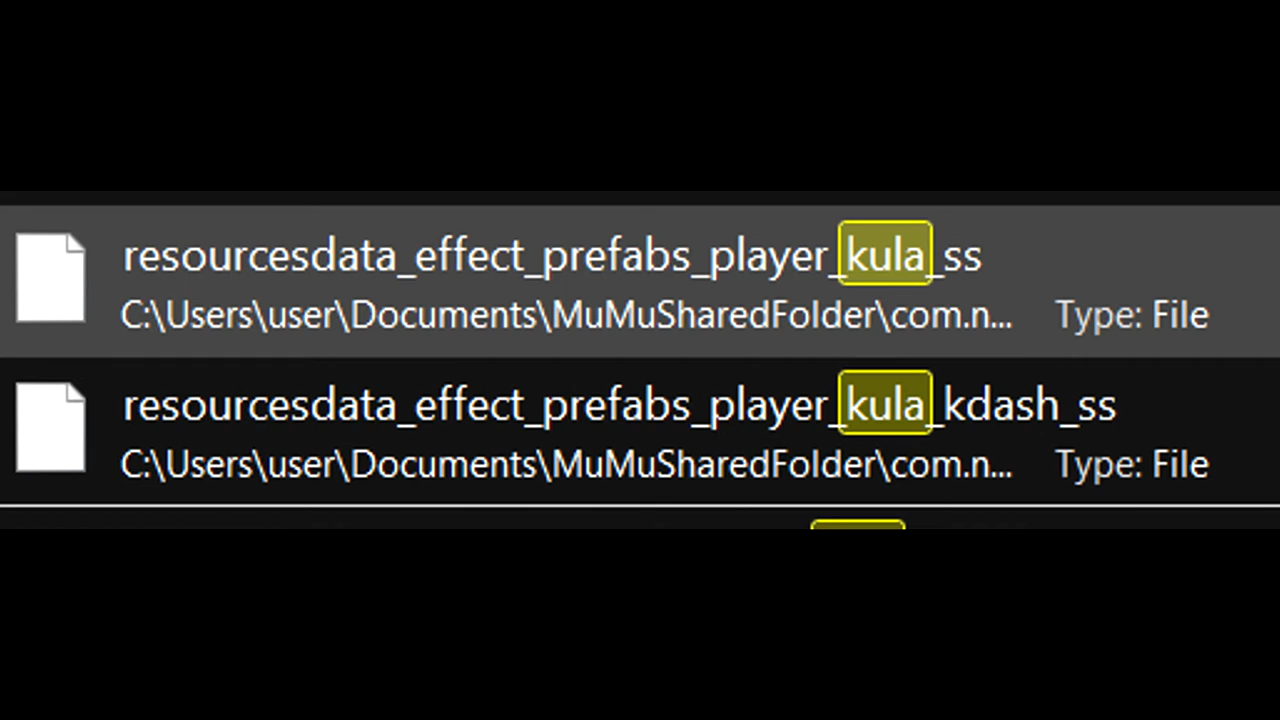 resourcesdata_effect_prefabs_player_kula_ss
C:\Users\user\Documents\MuMuSharedFolder\com.n... Type: File
resourcesdata_effect_prefabs_player_kula_kdash_ss
C:\Users\user\Documents\MuMuSharedFolder\com.n... Type: File